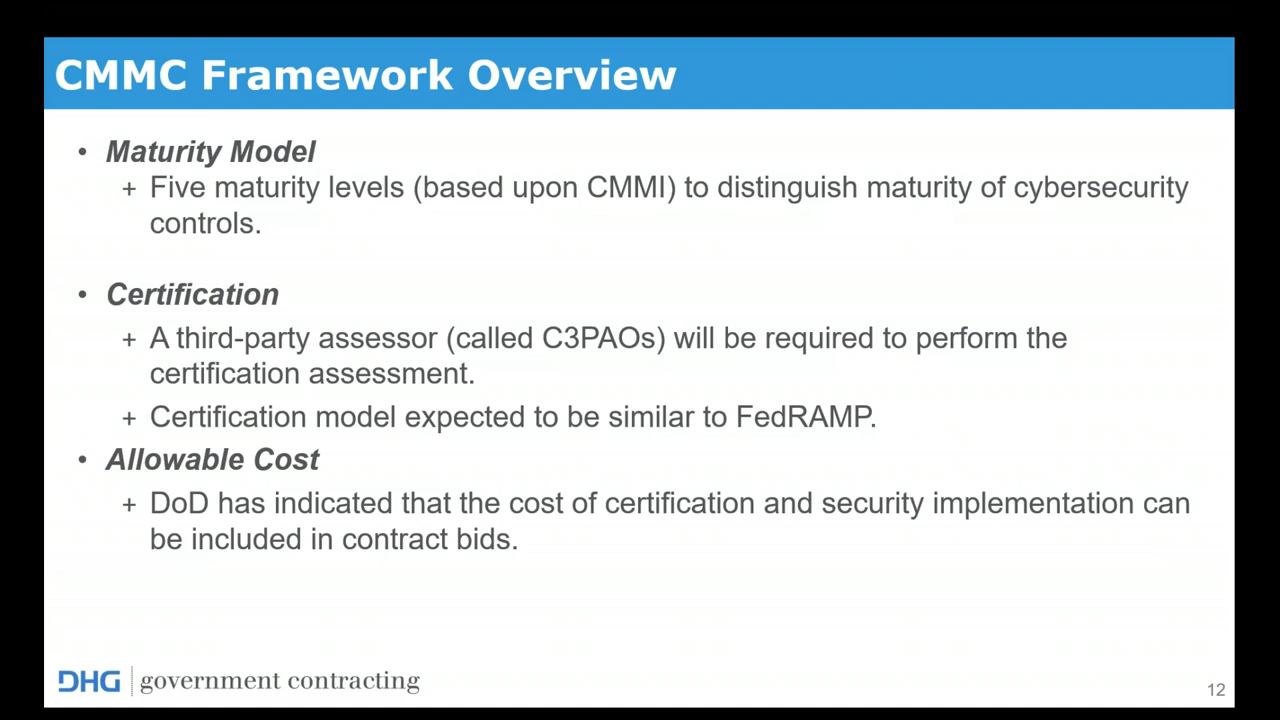 CMMC Framework Overview
• Maturity Model
+ Five maturity levels (based upon CMMI) to distinguish maturity of cybersecurity
controls.
• Certification
+ A third-party assessor (called C3PAOs) will be required to perform the
certification assessment.
+ Certification model expected to be similar to FedRAMP.
• Allowable Cost
+ DoD has indicated that the cost of certification and security implementation can
be included in contract bids.
DHG | government contracting
12